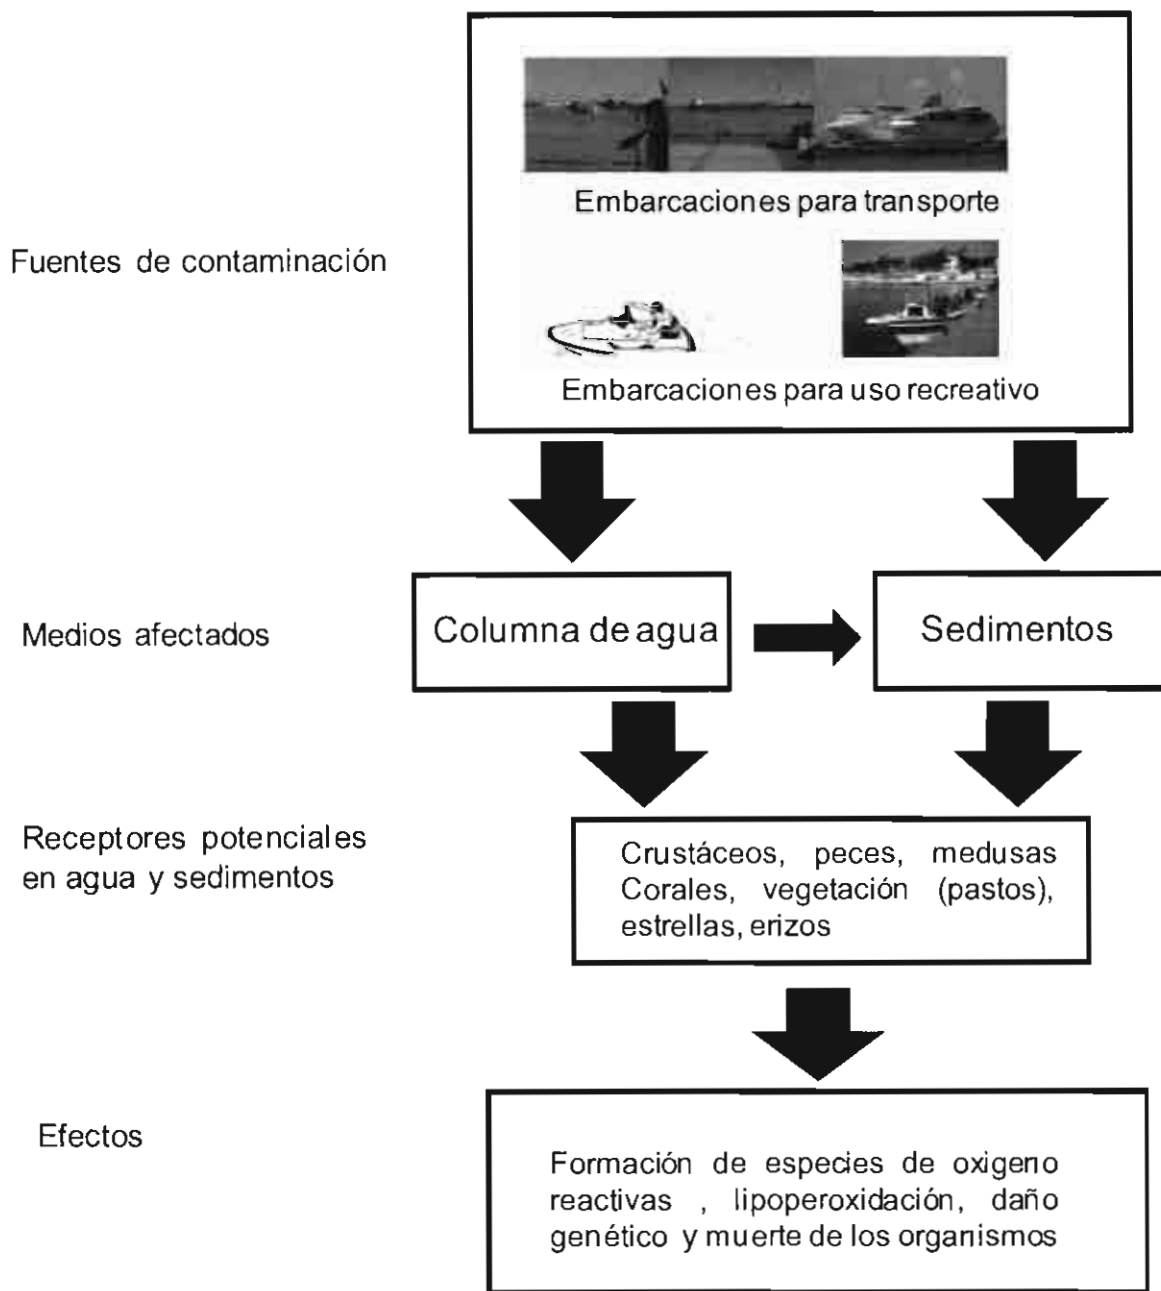 Embarcaciones para transporte
Fuentes de contaminación
Embarcaciones para uso recreativo
Medios afectados
Columna de agua
Sedimentos
Receptores potenciales
en agua y sedimentos
Crustáceos, peces, medusas
Corales, vegetación (pastos),
estrellas, erizos
Efectos
Formación de especies de oxigeno
reactivas , lipoperoxidación, daño
genético y muerte de los organismos